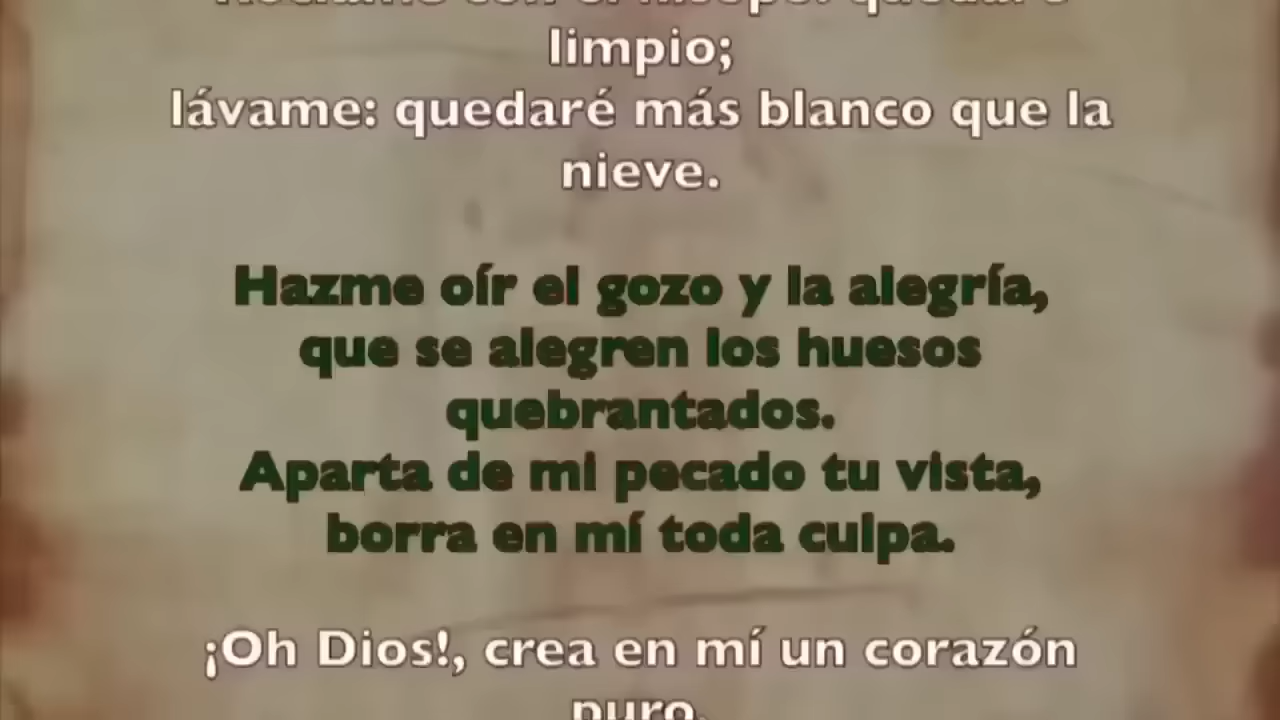 limpio;
lávame: quedaré más blanco que la
nieve.
Hazme oír el gozo y la alegría,
que se alegren los huesos
quebrantados.
Aparta de mi pecado tu vista,
borra en mí toda culpa.
¡Oh Dios!, crea en mí un corazón
puro,